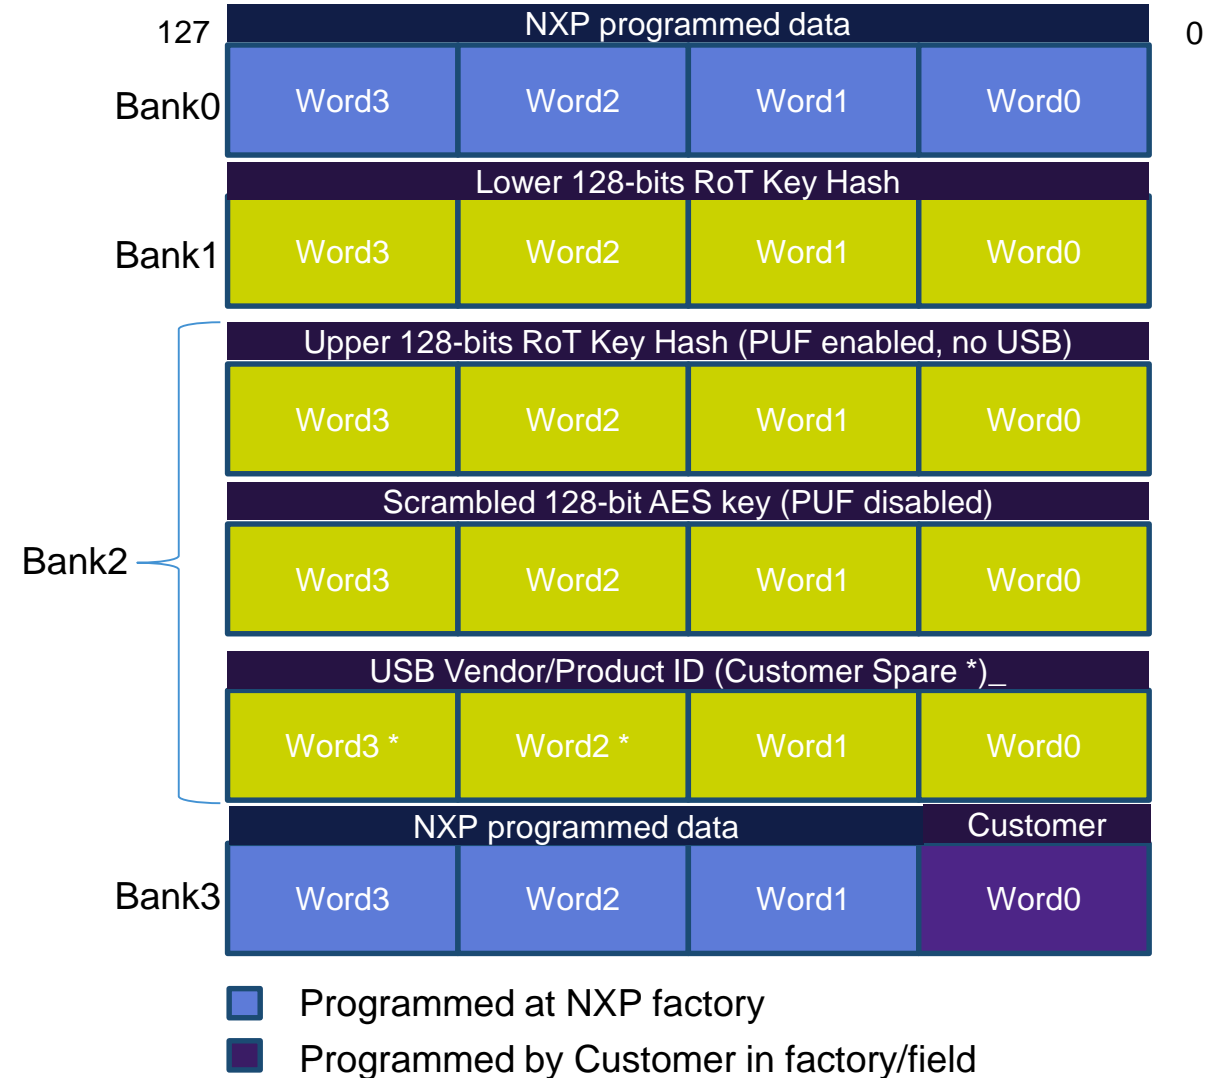 NXP programmed data
127
0
Bank0
Word3 Word2 Word1 Word0
Lower 128-bits RoT Key Hash
Bank1
Word3 Word2 Word1 Word0
Upper 128-bits RoT Key Hash (PUF enabled, no USB)
Word3 Word2 Word1 Word0
Scrambled 128-bit AES key (PUF disabled)
Bank2
Word3 Word2 Word1 Word0
USB Vendor/Product ID (Customer Spare *)_
Word3 * Word2 * Word1 Word0
NXP programmed data Customer
Bank3
Word3 Word2 Word1 Word0
Programmed at NXP factory
Programmed by Customer in factory/field